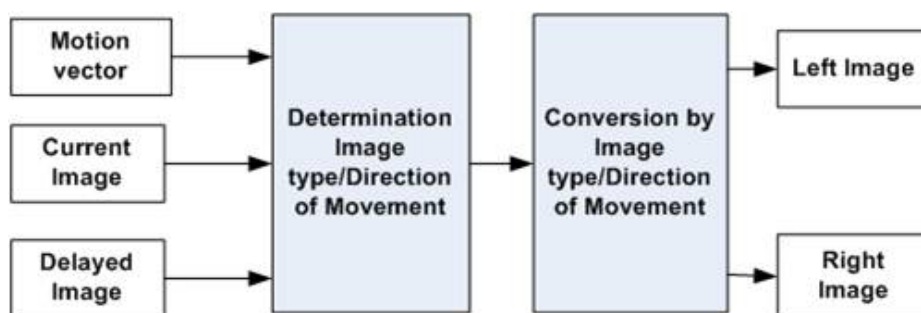 Motion
vector
Current
Image
Delayed
Image
Determination
Image
type/Direction
of Movement
Conversion by
Image
type/Direction
of Movement
Left Image
Right
Image